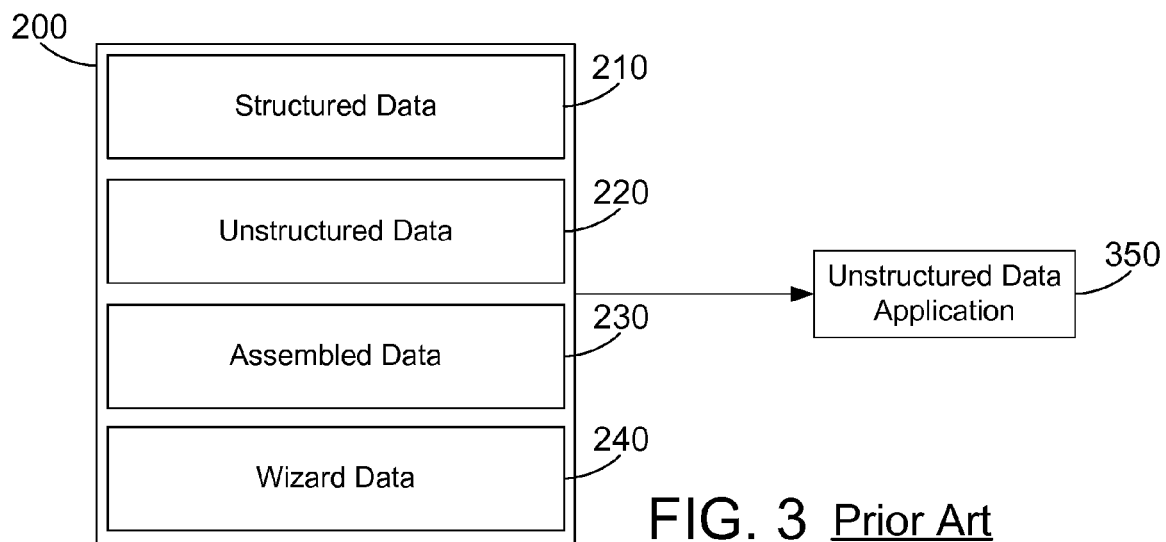 200
210
Structured Data
220
Unstructured Data
350
Unstructured Data
Application
230
Assembled Data
240
Wizard Data
FIG. 3 Prior Art